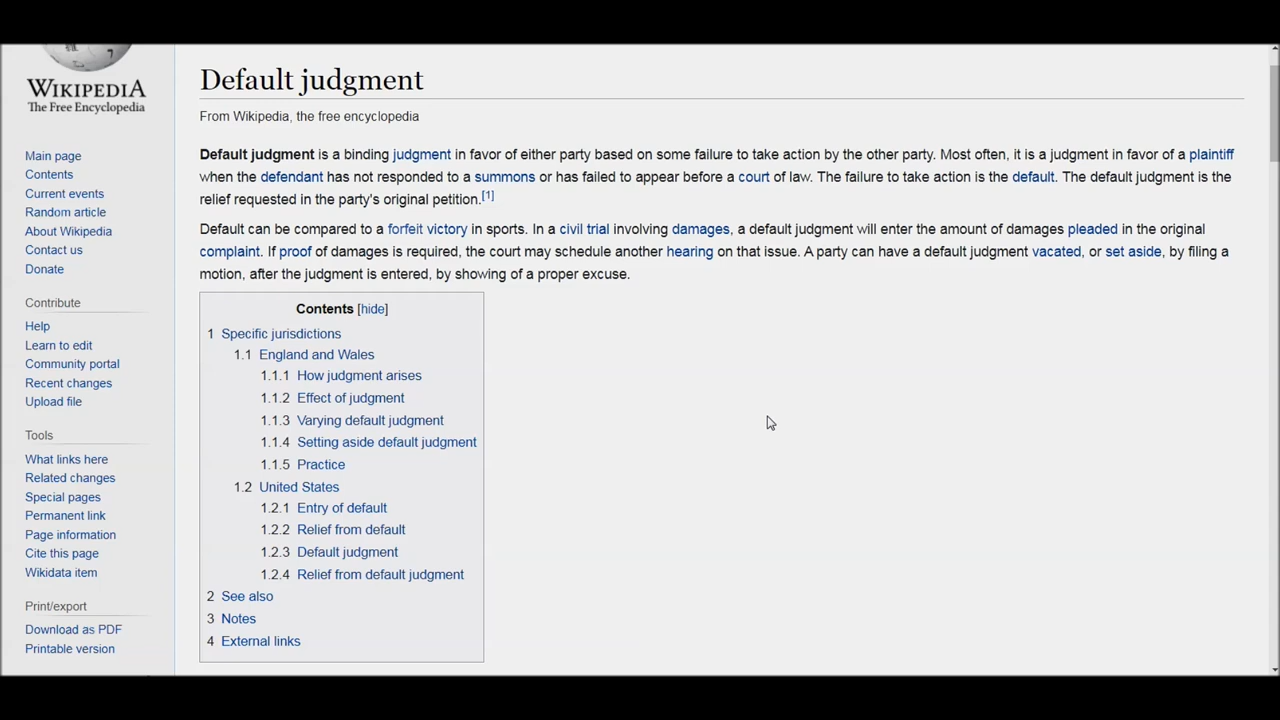 WIKIPEDIA
The Free Encyclopedia
Main page
Contents
Current events
Random article
About Wikipedia
Contact us
Donate
Contribute
Help
Learn to edit
Community portal
Recent changes
Upload file
Tools
What links here
Related changes
Special pages
Permanent link
Page information
Cite this page
Wikidata item
Print/export
Download as PDF
Printable version
Default judgment
From Wikipedia, the free encyclopedia
Default judgment is a binding judgment in favor of either party based on some failure to take action by the other party. Most often, it is a judgment in favor of a plaintiff
when the defendant has not responded to a summons or has failed to appear before a court of law. The failure to take action is the default. The default judgment is the
relief requested in the party's original petition.[1]
Default can be compared to a forfeit victory in sports. In a civil trial involving damages, a default judgment will enter the amount of damages pleaded in the original
complaint. If proof of damages is required, the court may schedule another hearing on that issue. A party can have a default judgment vacated, or set aside, by filing a
motion, after the judgment is entered, by showing of a proper excuse.
Contents [hide]
1 Specific jurisdictions
1.1 England and Wales
1.1.1 How judgment arises
1.1.2 Effect of judgment
1.1.3 Varying default judgment
1.1.4 Setting aside default judgment
1.1.5 Practice
1.2 United States
1.2.1 Entry of default
1.2.2 Relief from default
1.2.3 Default judgment
1.2.4 Relief from default judgment
2 See also
3 Notes
4 External links